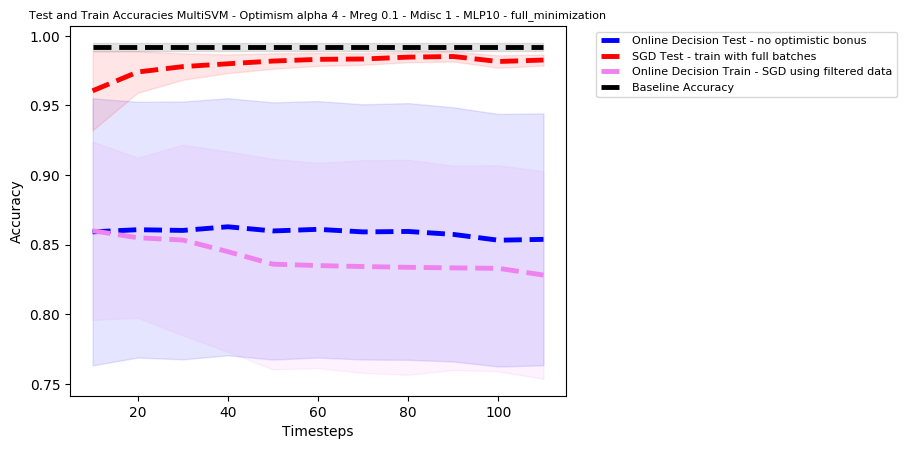 Test and Train Accuracies MultiSVM - Optimism alpha 4 - Mreg 0.1 - Mdisc 1 - MLP10 - full_minimization
1.00
0.95
0.90
0.85
0.80
0.75
Accuracy
20
40
60
80
100
Timesteps
Online Decision Test - no optimistic bonus
SGD Test - train with full batches
Online Decision Train - SGD using filtered data
Baseline Accuracy